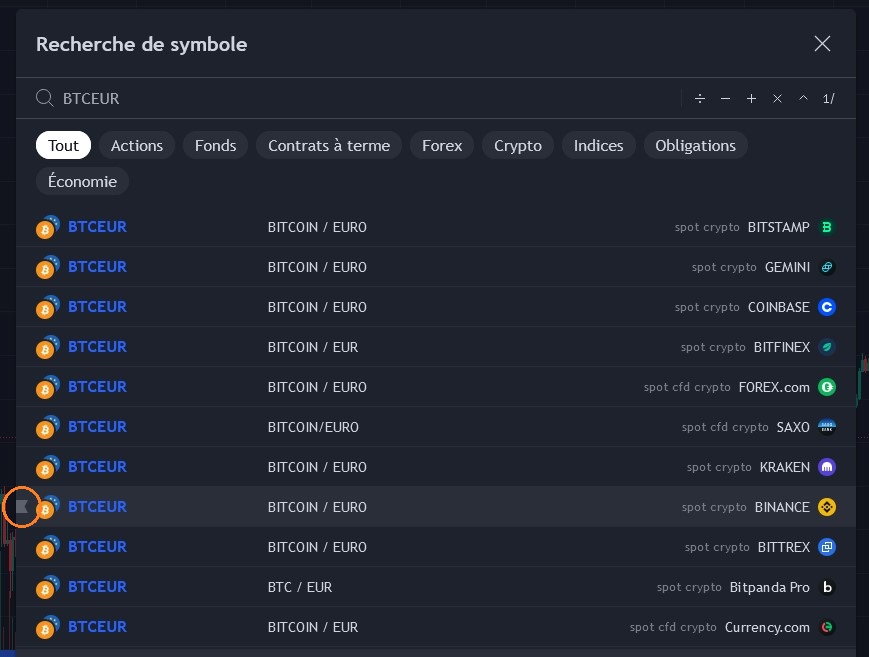 Recherche de symbole
BTCEUR ÷ − + × ^ 1/
Tout Actions Fonds Contrats à terme Forex Crypto Indices Obligations
Économie
BTCEUR BITCOIN / EURO spot crypto BITSTAMP
BTCEUR BITCOIN / EURO spot crypto GEMINI
BTCEUR BITCOIN / EURO spot crypto COINBASE
BTCEUR BITCOIN / EUR spot crypto BITFINEX
BTCEUR BITCOIN / EURO spot cfd crypto FOREX.com
BTCEUR BITCOIN/EURO spot cfd crypto SAXO
BTCEUR BITCOIN / EURO spot crypto KRAKEN
BTCEUR BITCOIN / EURO spot crypto BINANCE
BTCEUR BITCOIN / EURO spot crypto BITTREX
BTCEUR BTC / EUR spot crypto Bitpanda Pro
BTCEUR BITCOIN / EUR spot cfd crypto Currency.com